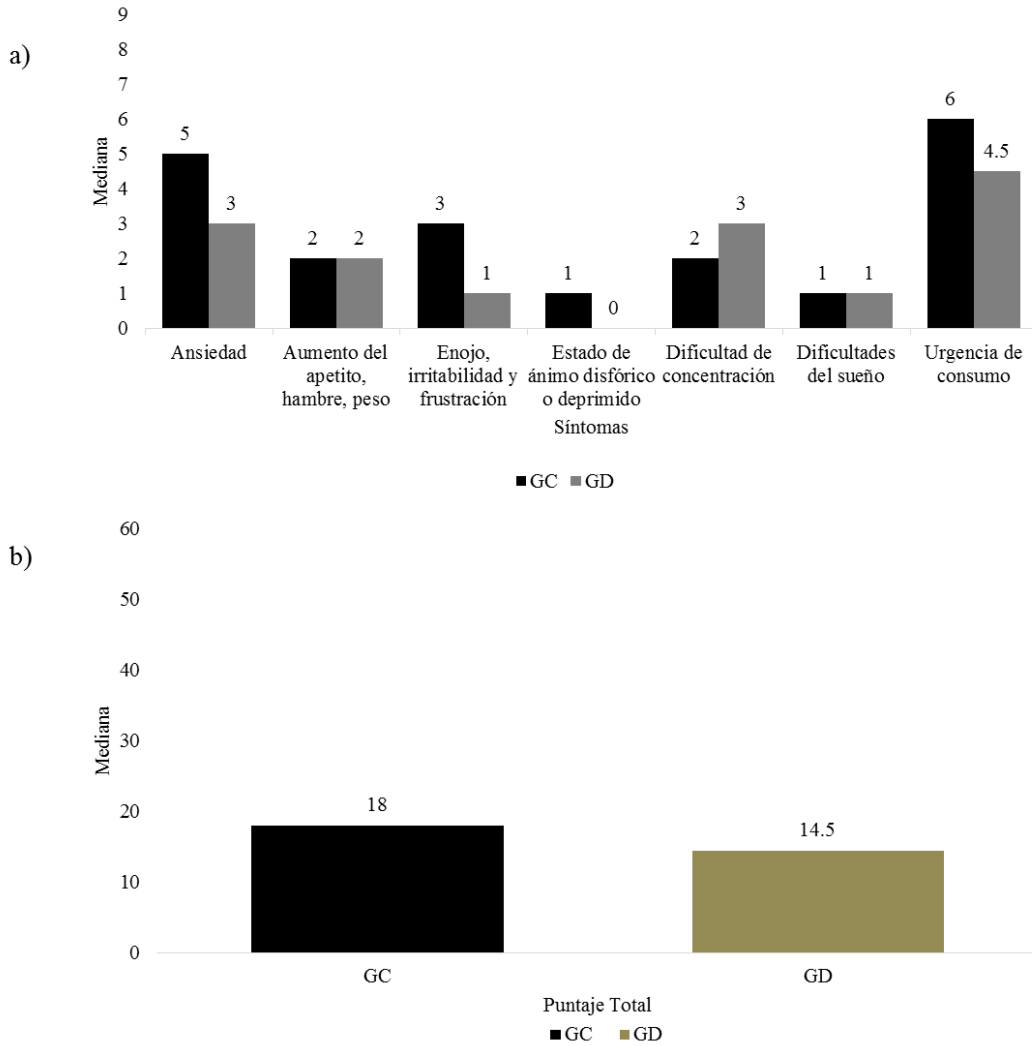 a)
9
8
7
6
5
4
3
2
1
0
Mediana
5 3 2 2 3 1 1 0 2 3 1 1 6 4.5
Ansiedad
Aumento del
apetito,
hambre, peso
Enojo,
irritabilidad y
frustración
Estado de
ánimo disfórico
o deprimido
Dificultad de
concentración
Dificultades
del sueño
Urgencia de
consumo
Síntomas
GC GD
b)
60
50
40
30
20
10
0
Mediana
18 14.5
GC GD
Puntaje Total
GC GD